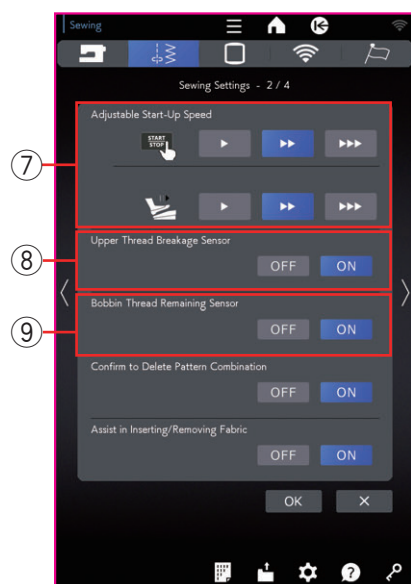 Sewing
Sewing Settings - 2 / 4
Adjustable Start-Up Speed
START
STOP
⑦
Upper Thread Breakage Sensor
⑧
OFF ON
Bobbin Thread Remaining Sensor
⑨
OFF ON
Confirm to Delete Pattern Combination
OFF ON
Assist in Inserting/Removing Fabric
OFF ON
OK X
?